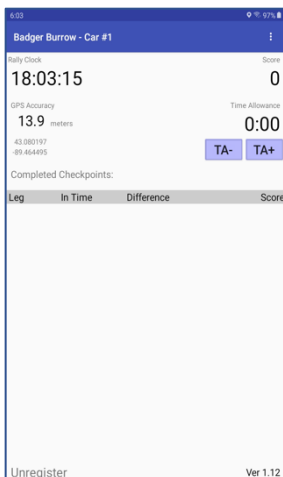 6:03 97%
Badger Burrow - Car #1
Rally Clock Score
18:03:15 0
GPS Accuracy Time Allowance
13.9 meters 0:00
43.080197
-89.464495
TA- TA+
Completed Checkpoints:
Leg In Time Difference Score
Unregister Ver 1.12